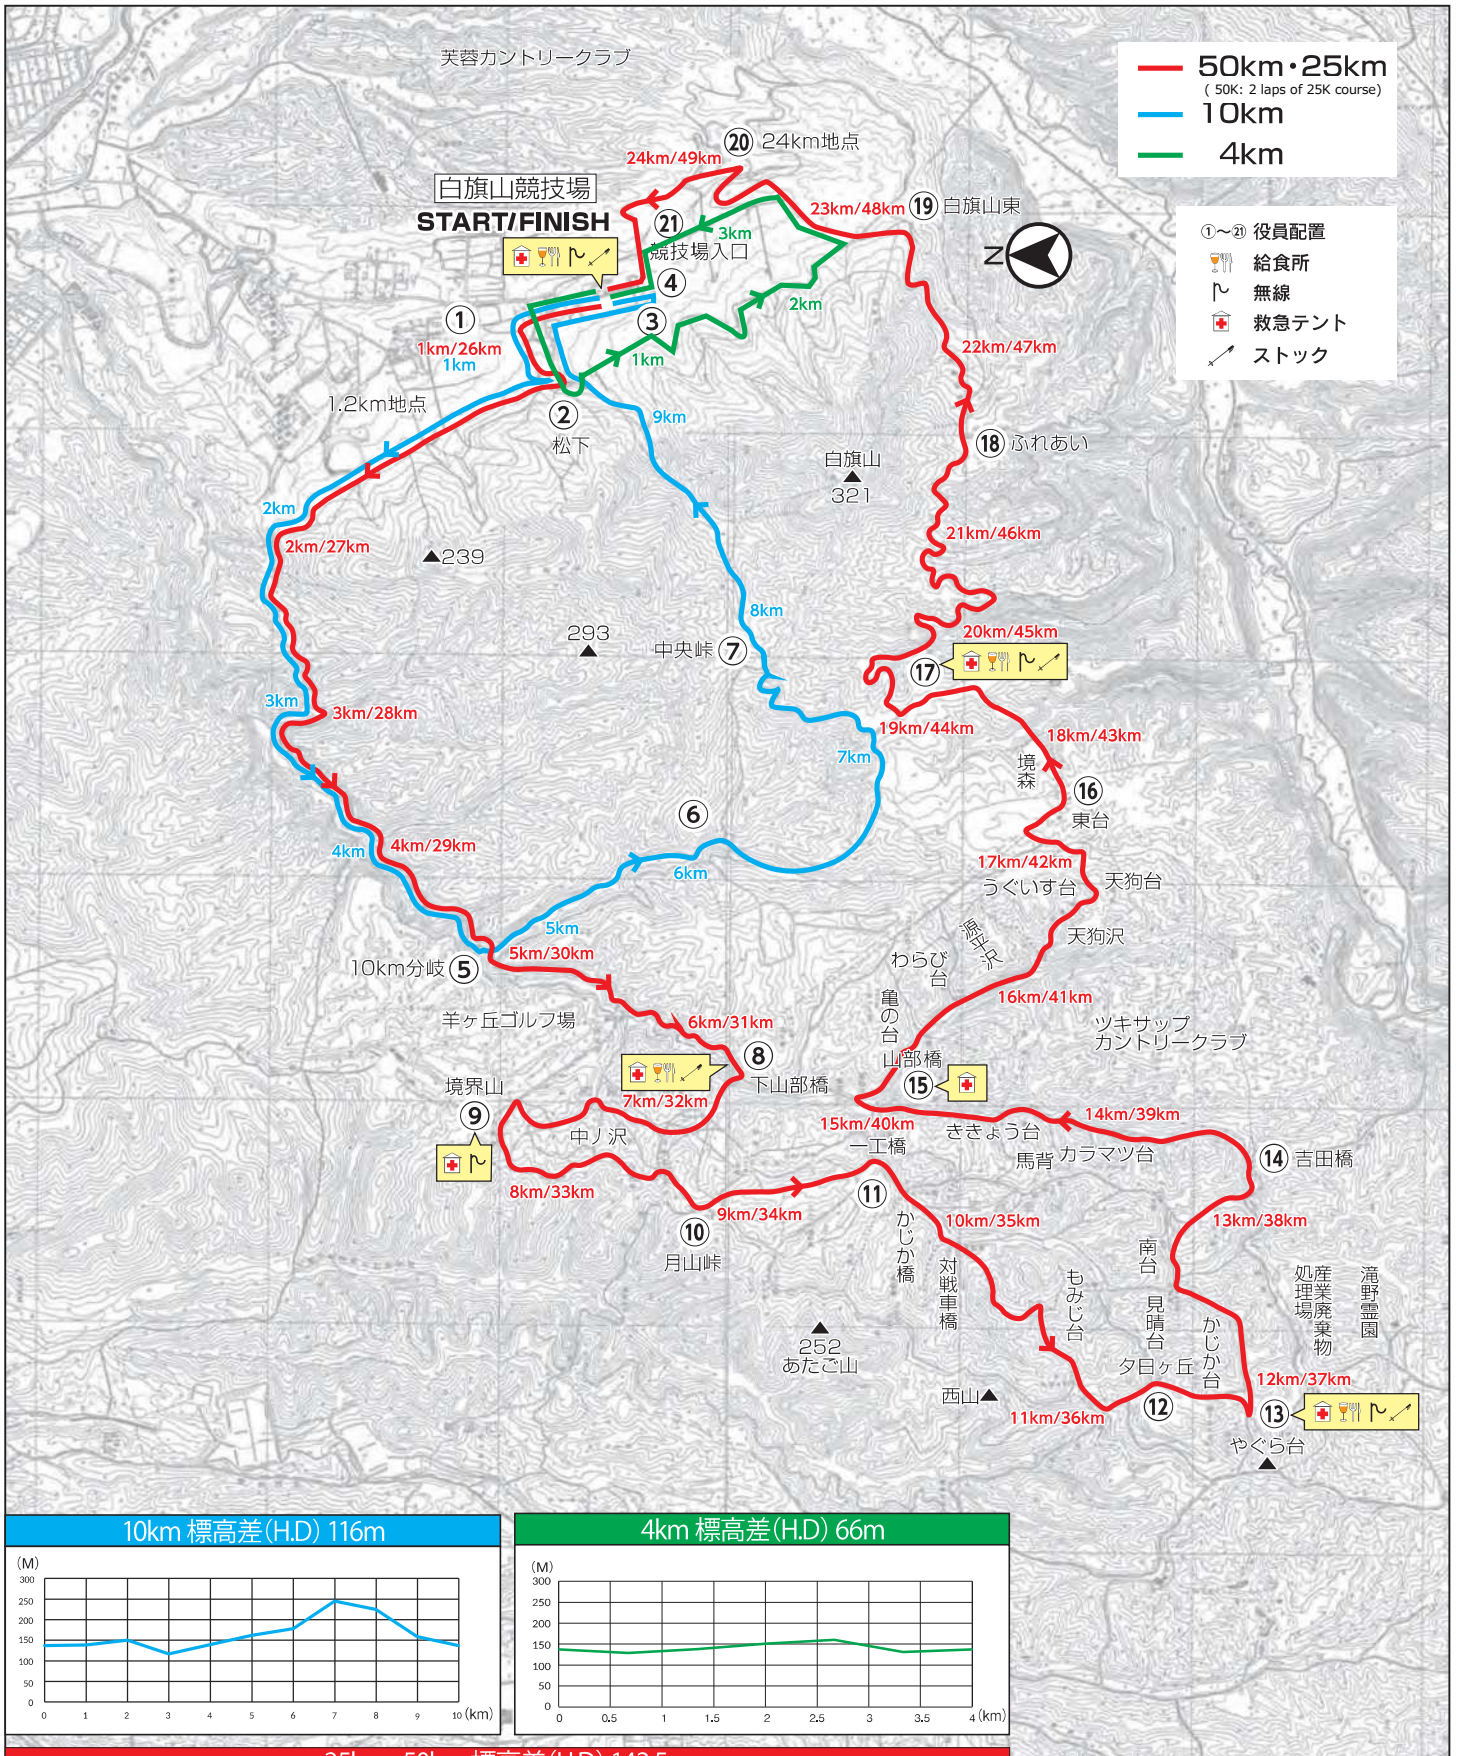 芙蓉カントリークラブ
50km・25km
( 50K: 2 laps of 25K course)
10km
4km
①～㉑ 役員配置
給食所
無線
救急テント
ストック
N
⑳ 24km地点
24km/49km
白旗山競技場
START/FINISH
23km/48km
⑲ 白旗山東
㉑
競技場入口
3km
④
③
2km
①
1km/26km
1km
1km
22km/47km
1.2km地点
②
松下
9km
⑱ ふれあい
白旗山
321
2km
2km/27km
21km/46km
239
8km
293
中央峠 ⑦
20km/45km
⑰
3km
3km/28km
19km/44km
18km/43km
7km
境森
⑯
東台
⑥
4km
4km/29km
6km
17km/42km
うぐいす台
天狗台
5km
5km/30km
天狗沢
源平沢
わらび台
10km分岐 ⑤
16km/41km
亀の台
羊ヶ丘ゴルフ場
6km/31km
ツキサップ
カントリークラブ
⑧
下山部橋
山部橋
⑮
境界山
⑨
7km/32km
15km/40km
14km/39km
ききょう台
中ノ沢
一工橋
馬背
カラマツ台
⑭ 吉田橋
8km/33km
⑪
9km/34km
10km/35km
13km/38km
⑩
月山峠
かじか橋
対戦車橋
もみじ台
南台
見晴台
かじか台
産業廃棄物
処理場
滝野霊園
252
あたご山
夕日ヶ丘
12km/37km
西山
11km/36km
⑫
⑬
やぐら台
10km 標高差(H.D) 116m
(M)
300
250
200
150
100
50
0
0 1 2 3 4 5 6 7 8 9 10 (km)
4km 標高差(H.D) 66m
(M)
300
250
200
150
100
50
0
0 0.5 1 1.5 2 2.5 3 3.5 4 (km)